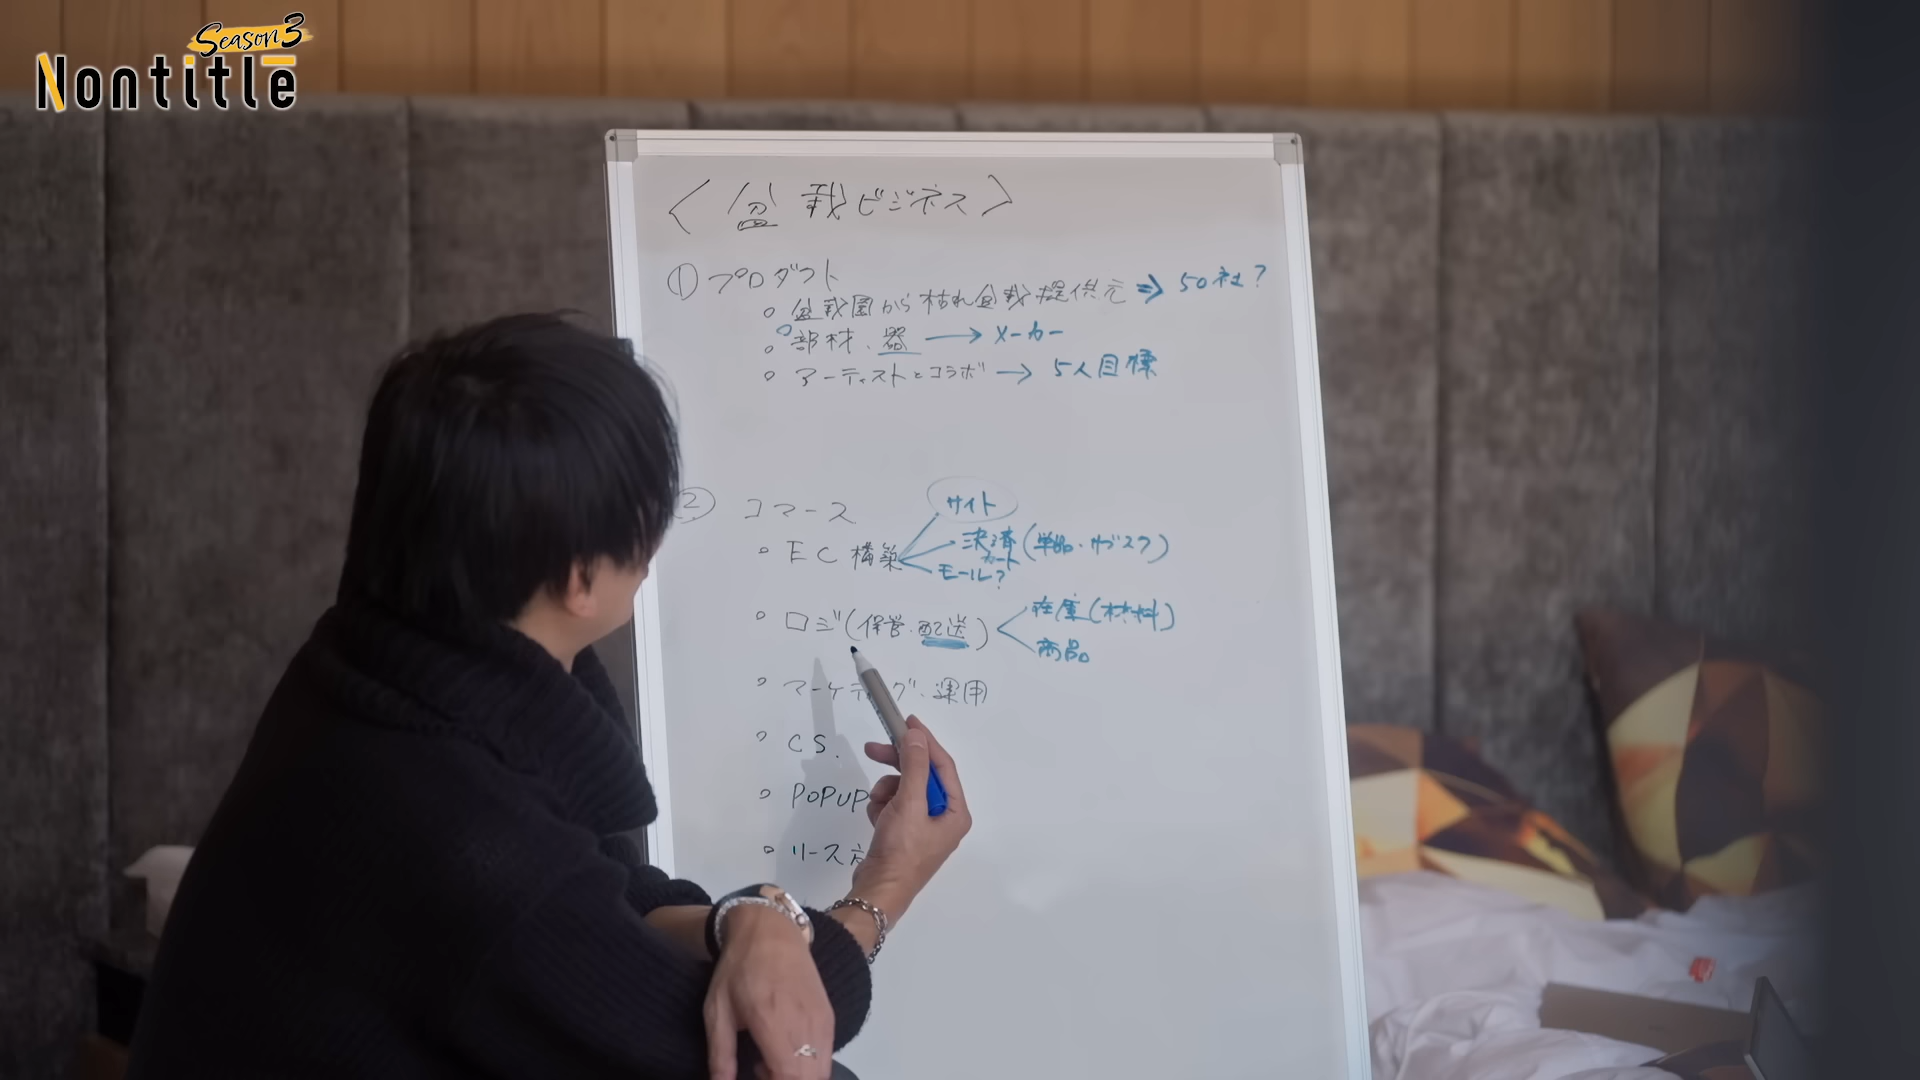 Season3
Nontitle
〈盆栽ビジネス〉
① プロダクト
○ 盆栽園から枯れ盆栽提供元 ⇒ 50社?
○ 部材、器 → メーカー
○ アーティストとコラボ → 5人目標
② コマース
サイト
○ EC構築 決済(単品・サブスク)
カート
モール?
在庫(材料)
○ ロジ(保管・配送)
商品
○ マーケティング・運用
○ CS.
○ POPUP
○ リース